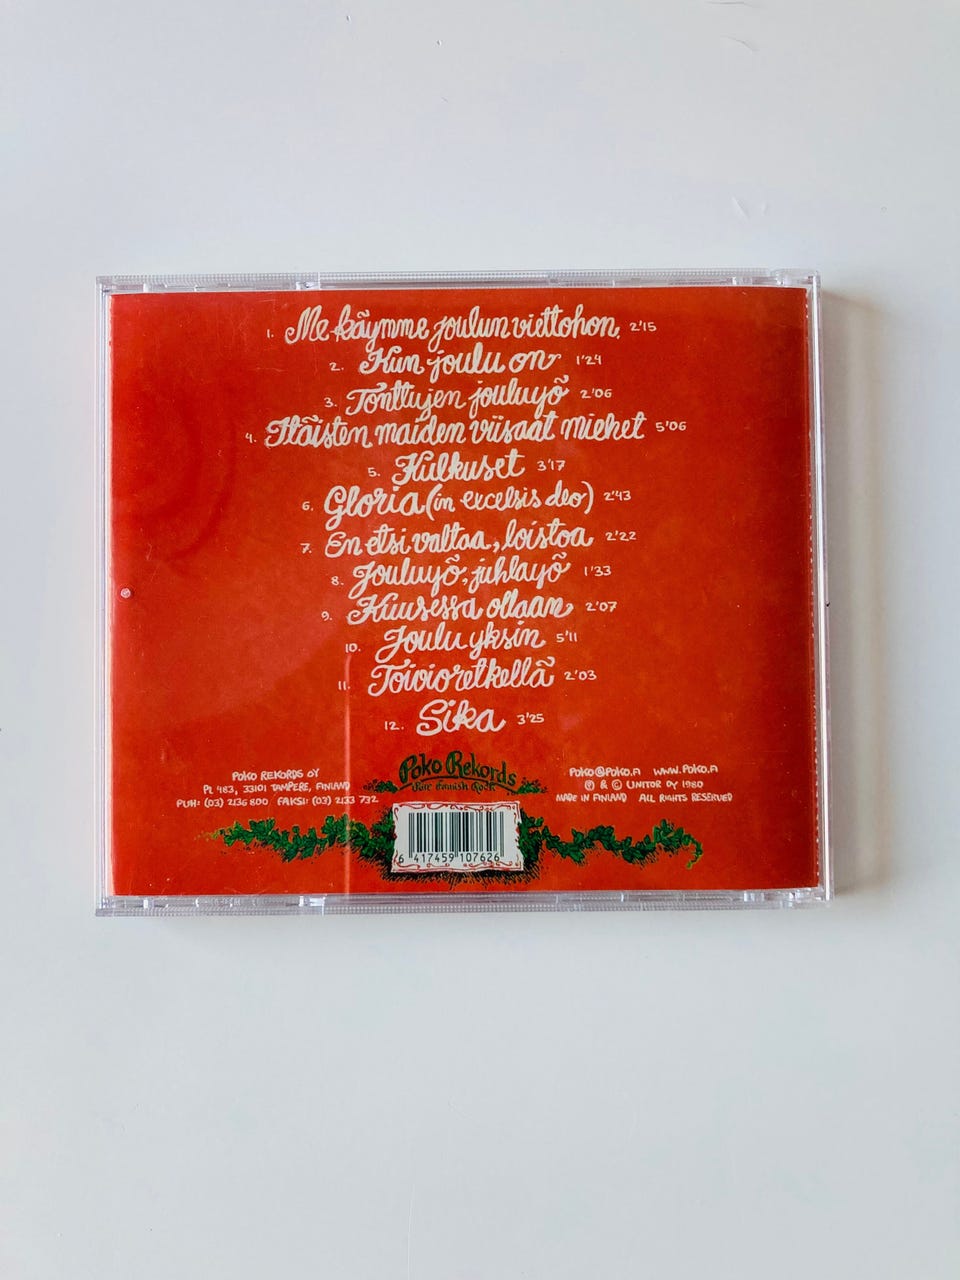 1. Me käymme joulun viettohon 2'15
2. Kun joulu on 1'24
3. Tonttujen jouluyö 2'06
4. Itäisten maiden viisaat miehet 5'06
5. Kulkuset 3'17
6. Gloria (in excelsis deo) 2'43
7. En etsi valtaa, loistoa 2'22
8. Jouluyö, juhlayö 1'33
9. Kuusessa ollaan 2'07
10. Joulu yksin 5'11
11. Toivioretkellä 2'03
12. Sika 3'25
Poko Rekords
Pure Finnish Rock
POKO REKORDS OY
PL 483, 33101 TAMPERE, FINLAND
PUH: (03) 2136 800 FAKSI: (03) 2133 732
POKO@POKO.FI WWW.POKO.FI
℗ & © UNITOR OY 1980
MADE IN FINLAND ALL RIGHTS RESERVED
6 417459 107626